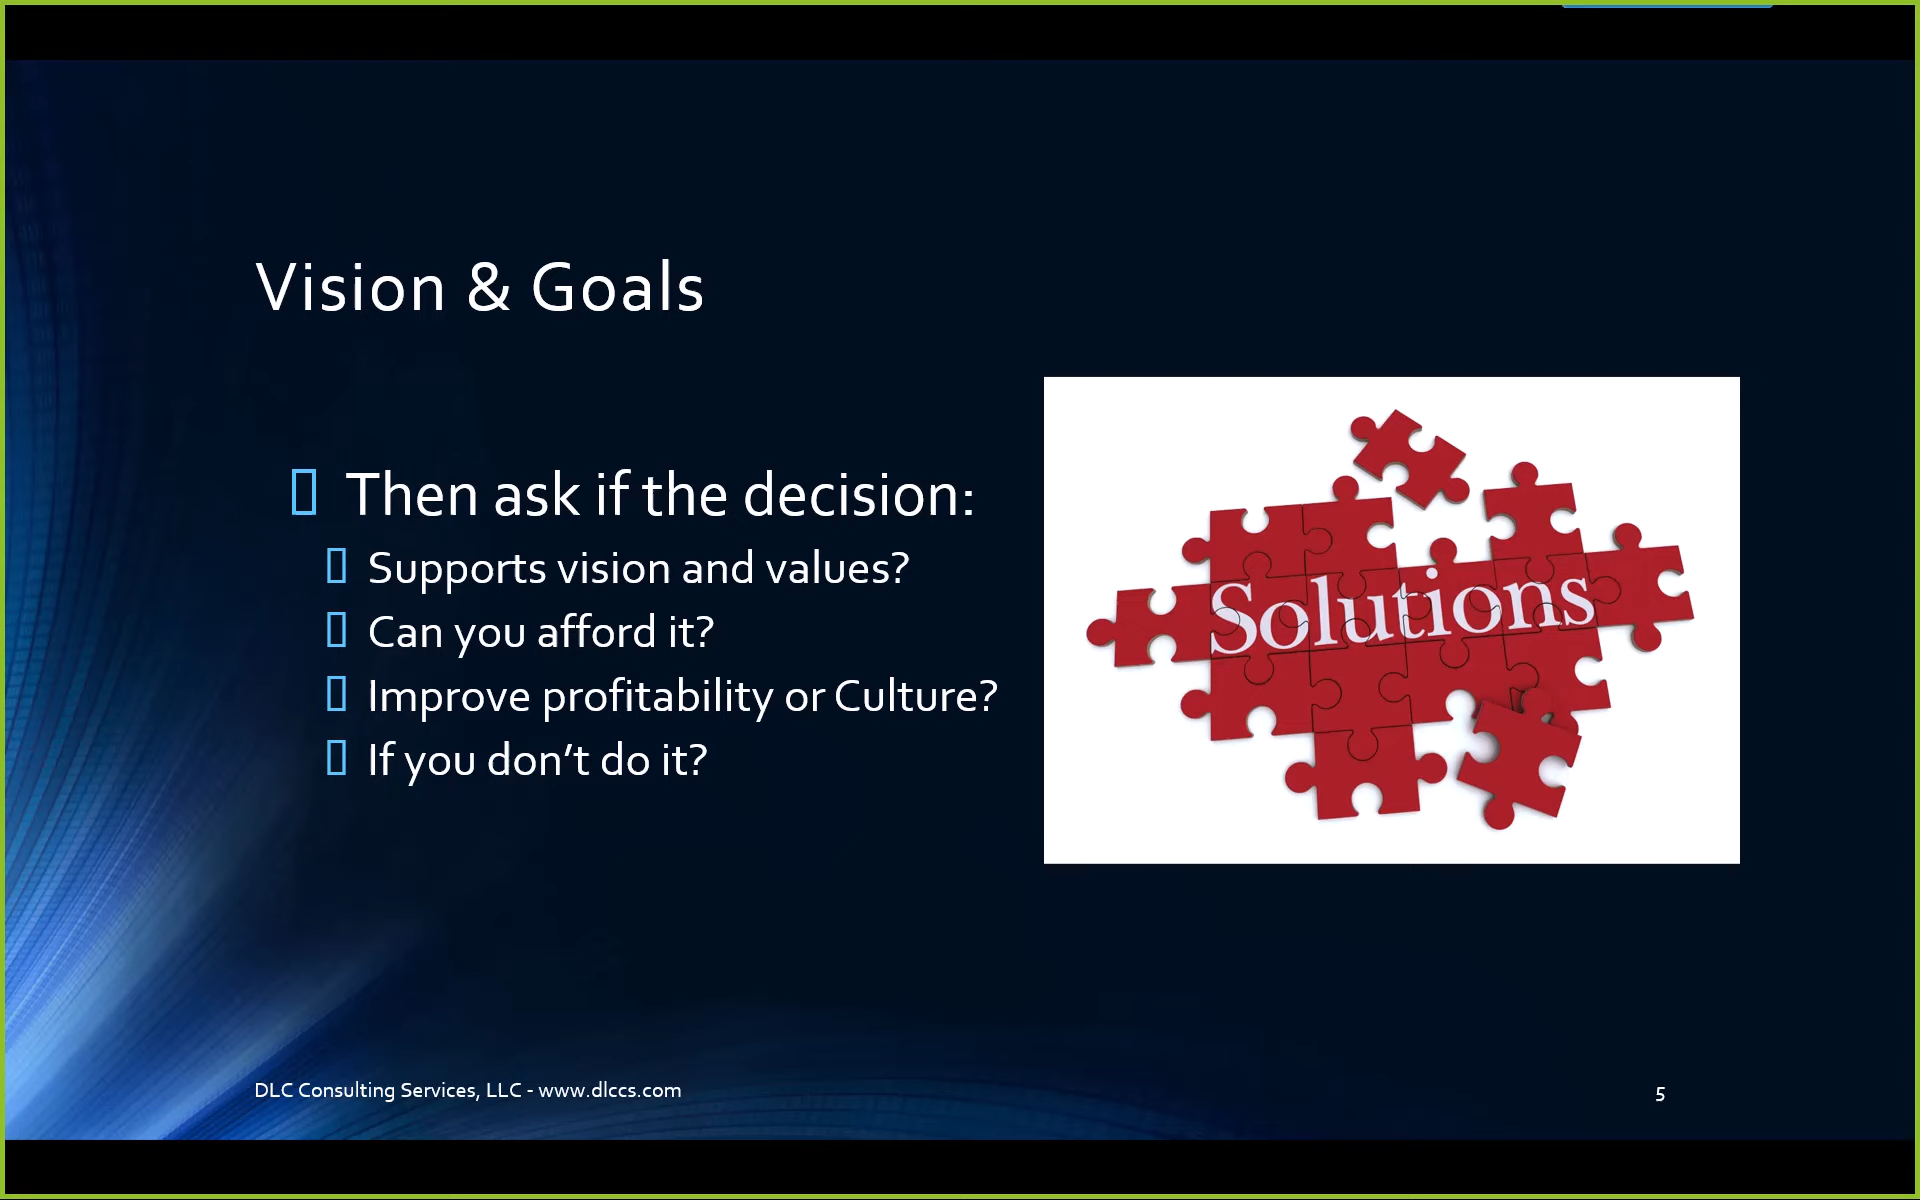 Vision & Goals
Then ask if the decision:
Supports vision and values?
Can you afford it?
Improve profitability or Culture?
If you don’t do it?
Solutions
DLC Consulting Services, LLC - www.dlccs.com
5